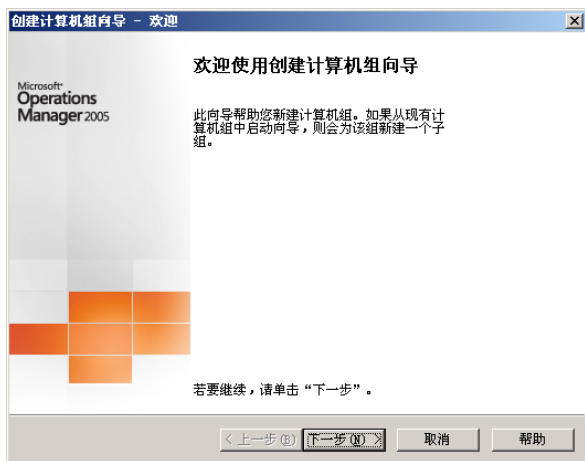 创建计算机组向导 - 欢迎
欢迎使用创建计算机组向导
Microsoft
Operations
Manager 2005
此向导帮助您新建计算机组。如果从现有计
算机组中启动向导，则会为该组新建一个子
组。
若要继续，请单击“下一步”。
< 上一步(B) 下一步(N) > 取消 帮助